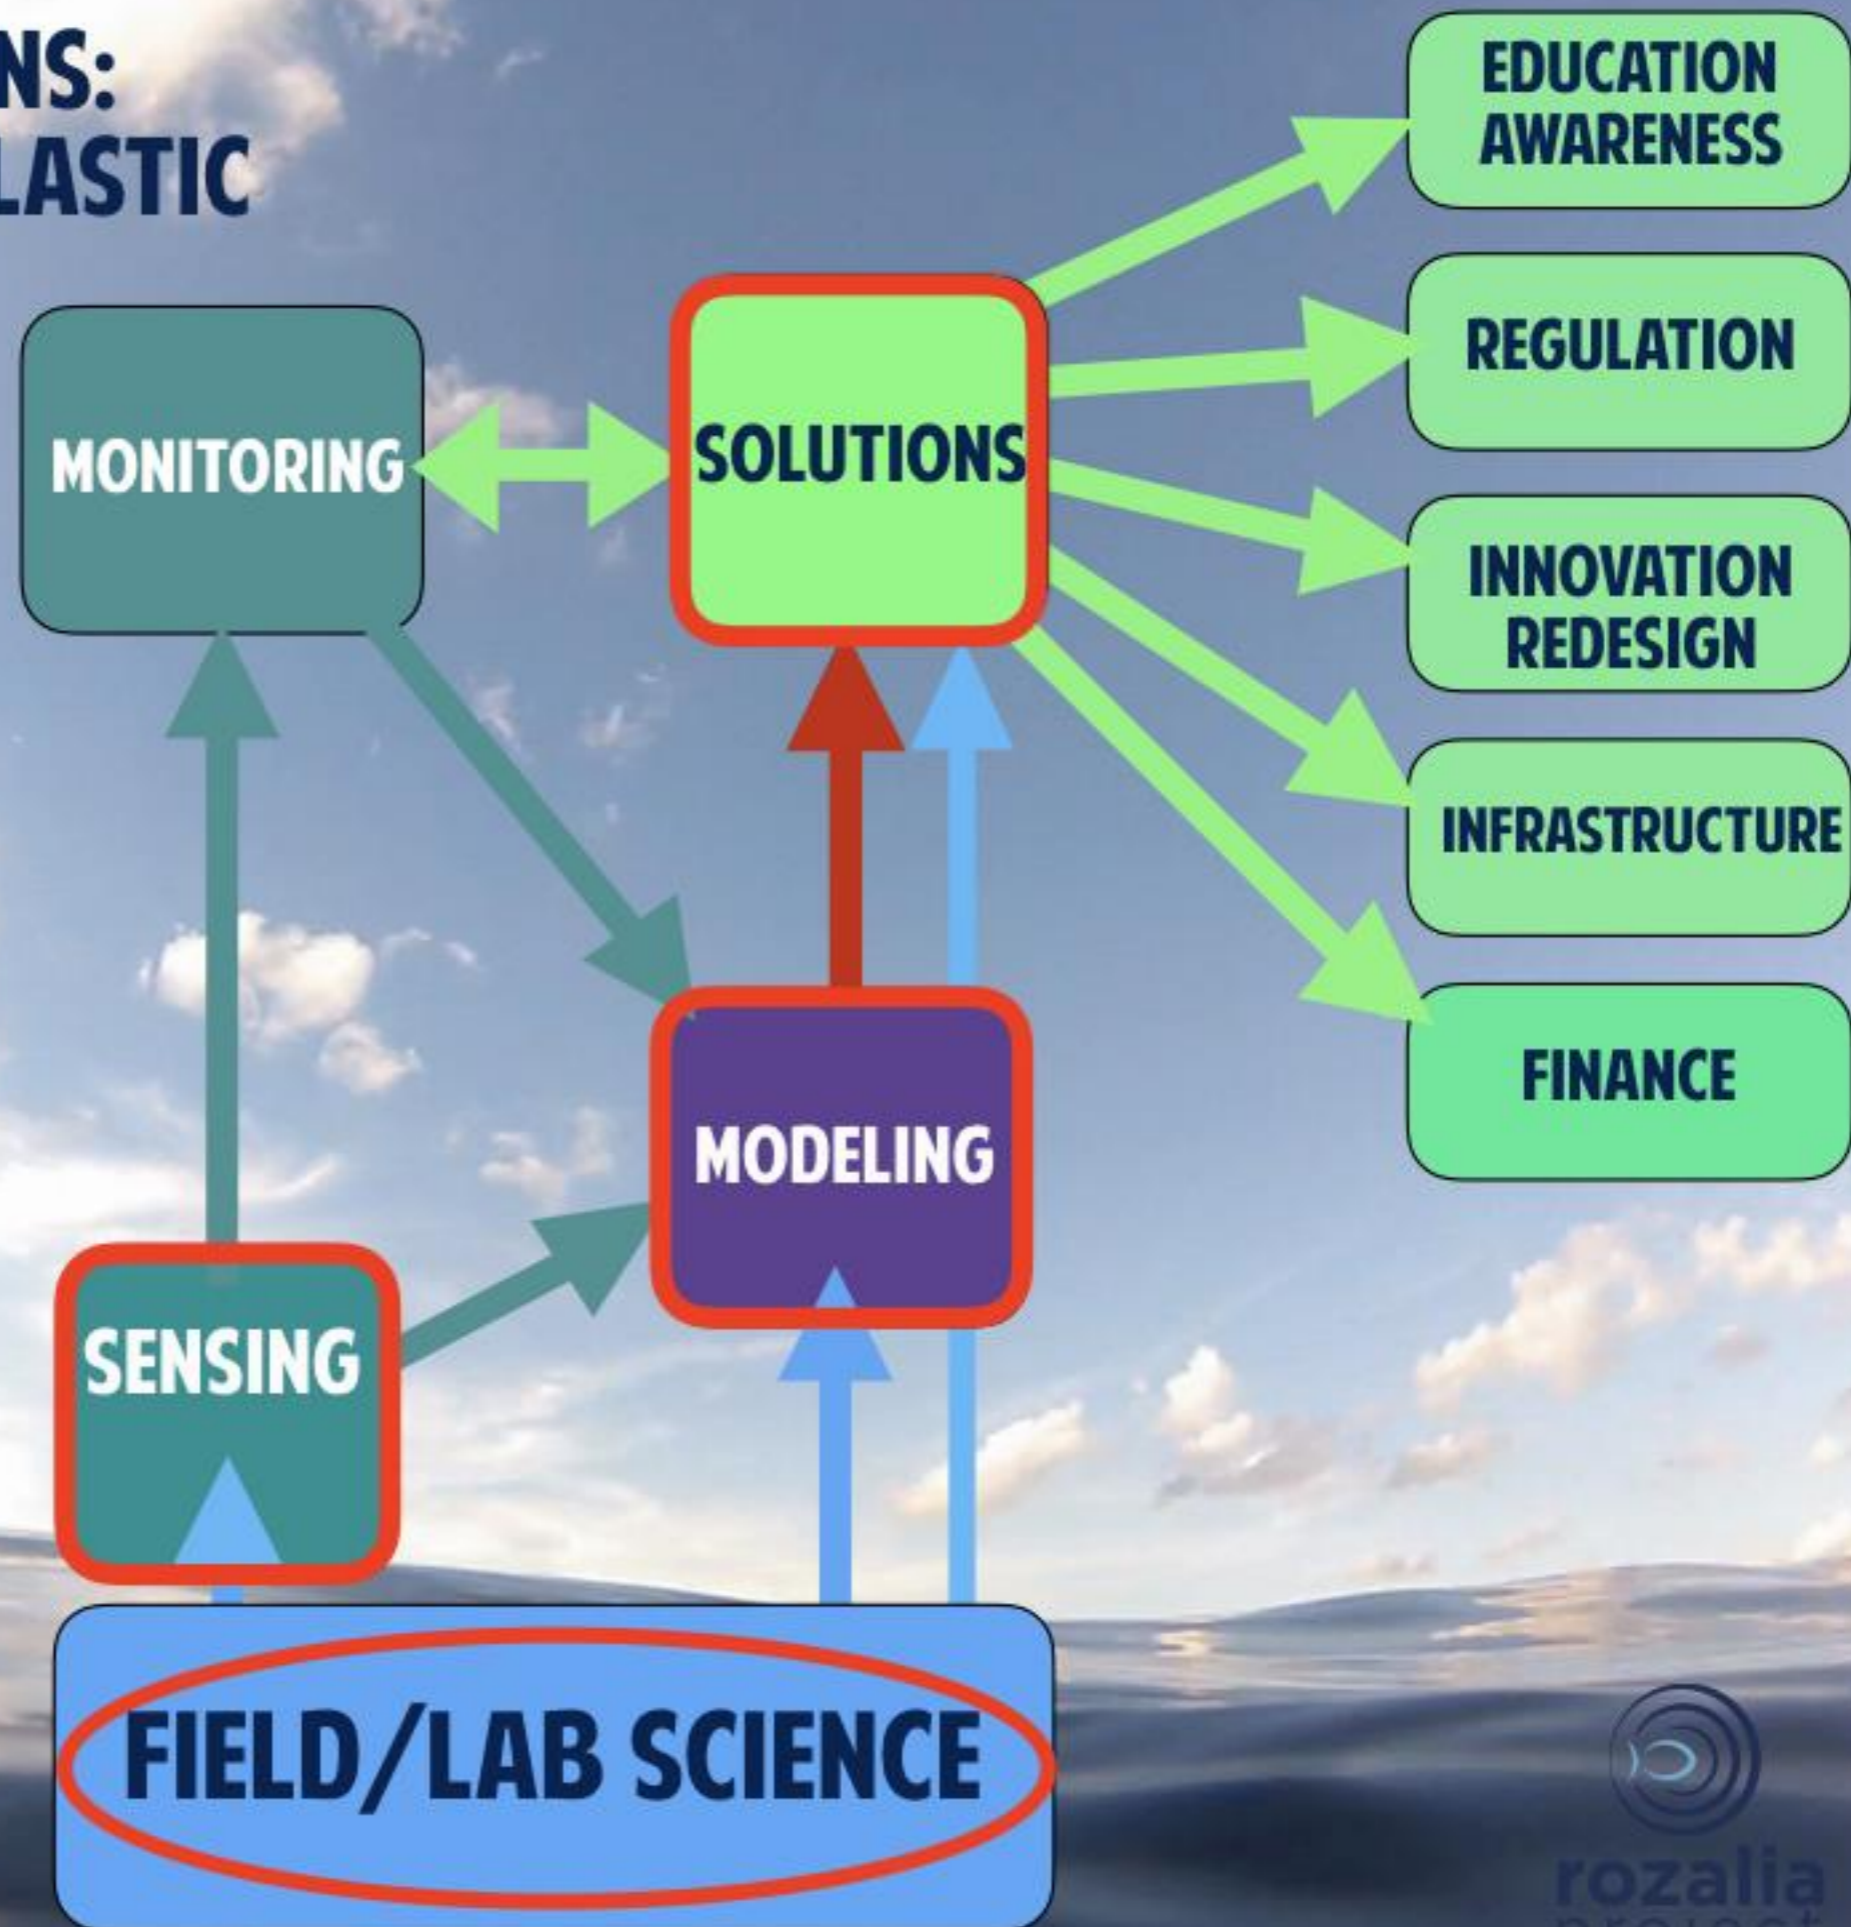 NS:
LASTIC
EDUCATION
AWARENESS
REGULATION
MONITORING
SOLUTIONS
INNOVATION
REDESIGN
INFRASTRUCTURE
FINANCE
MODELING
SENSING
FIELD/LAB SCIENCE
rozalia